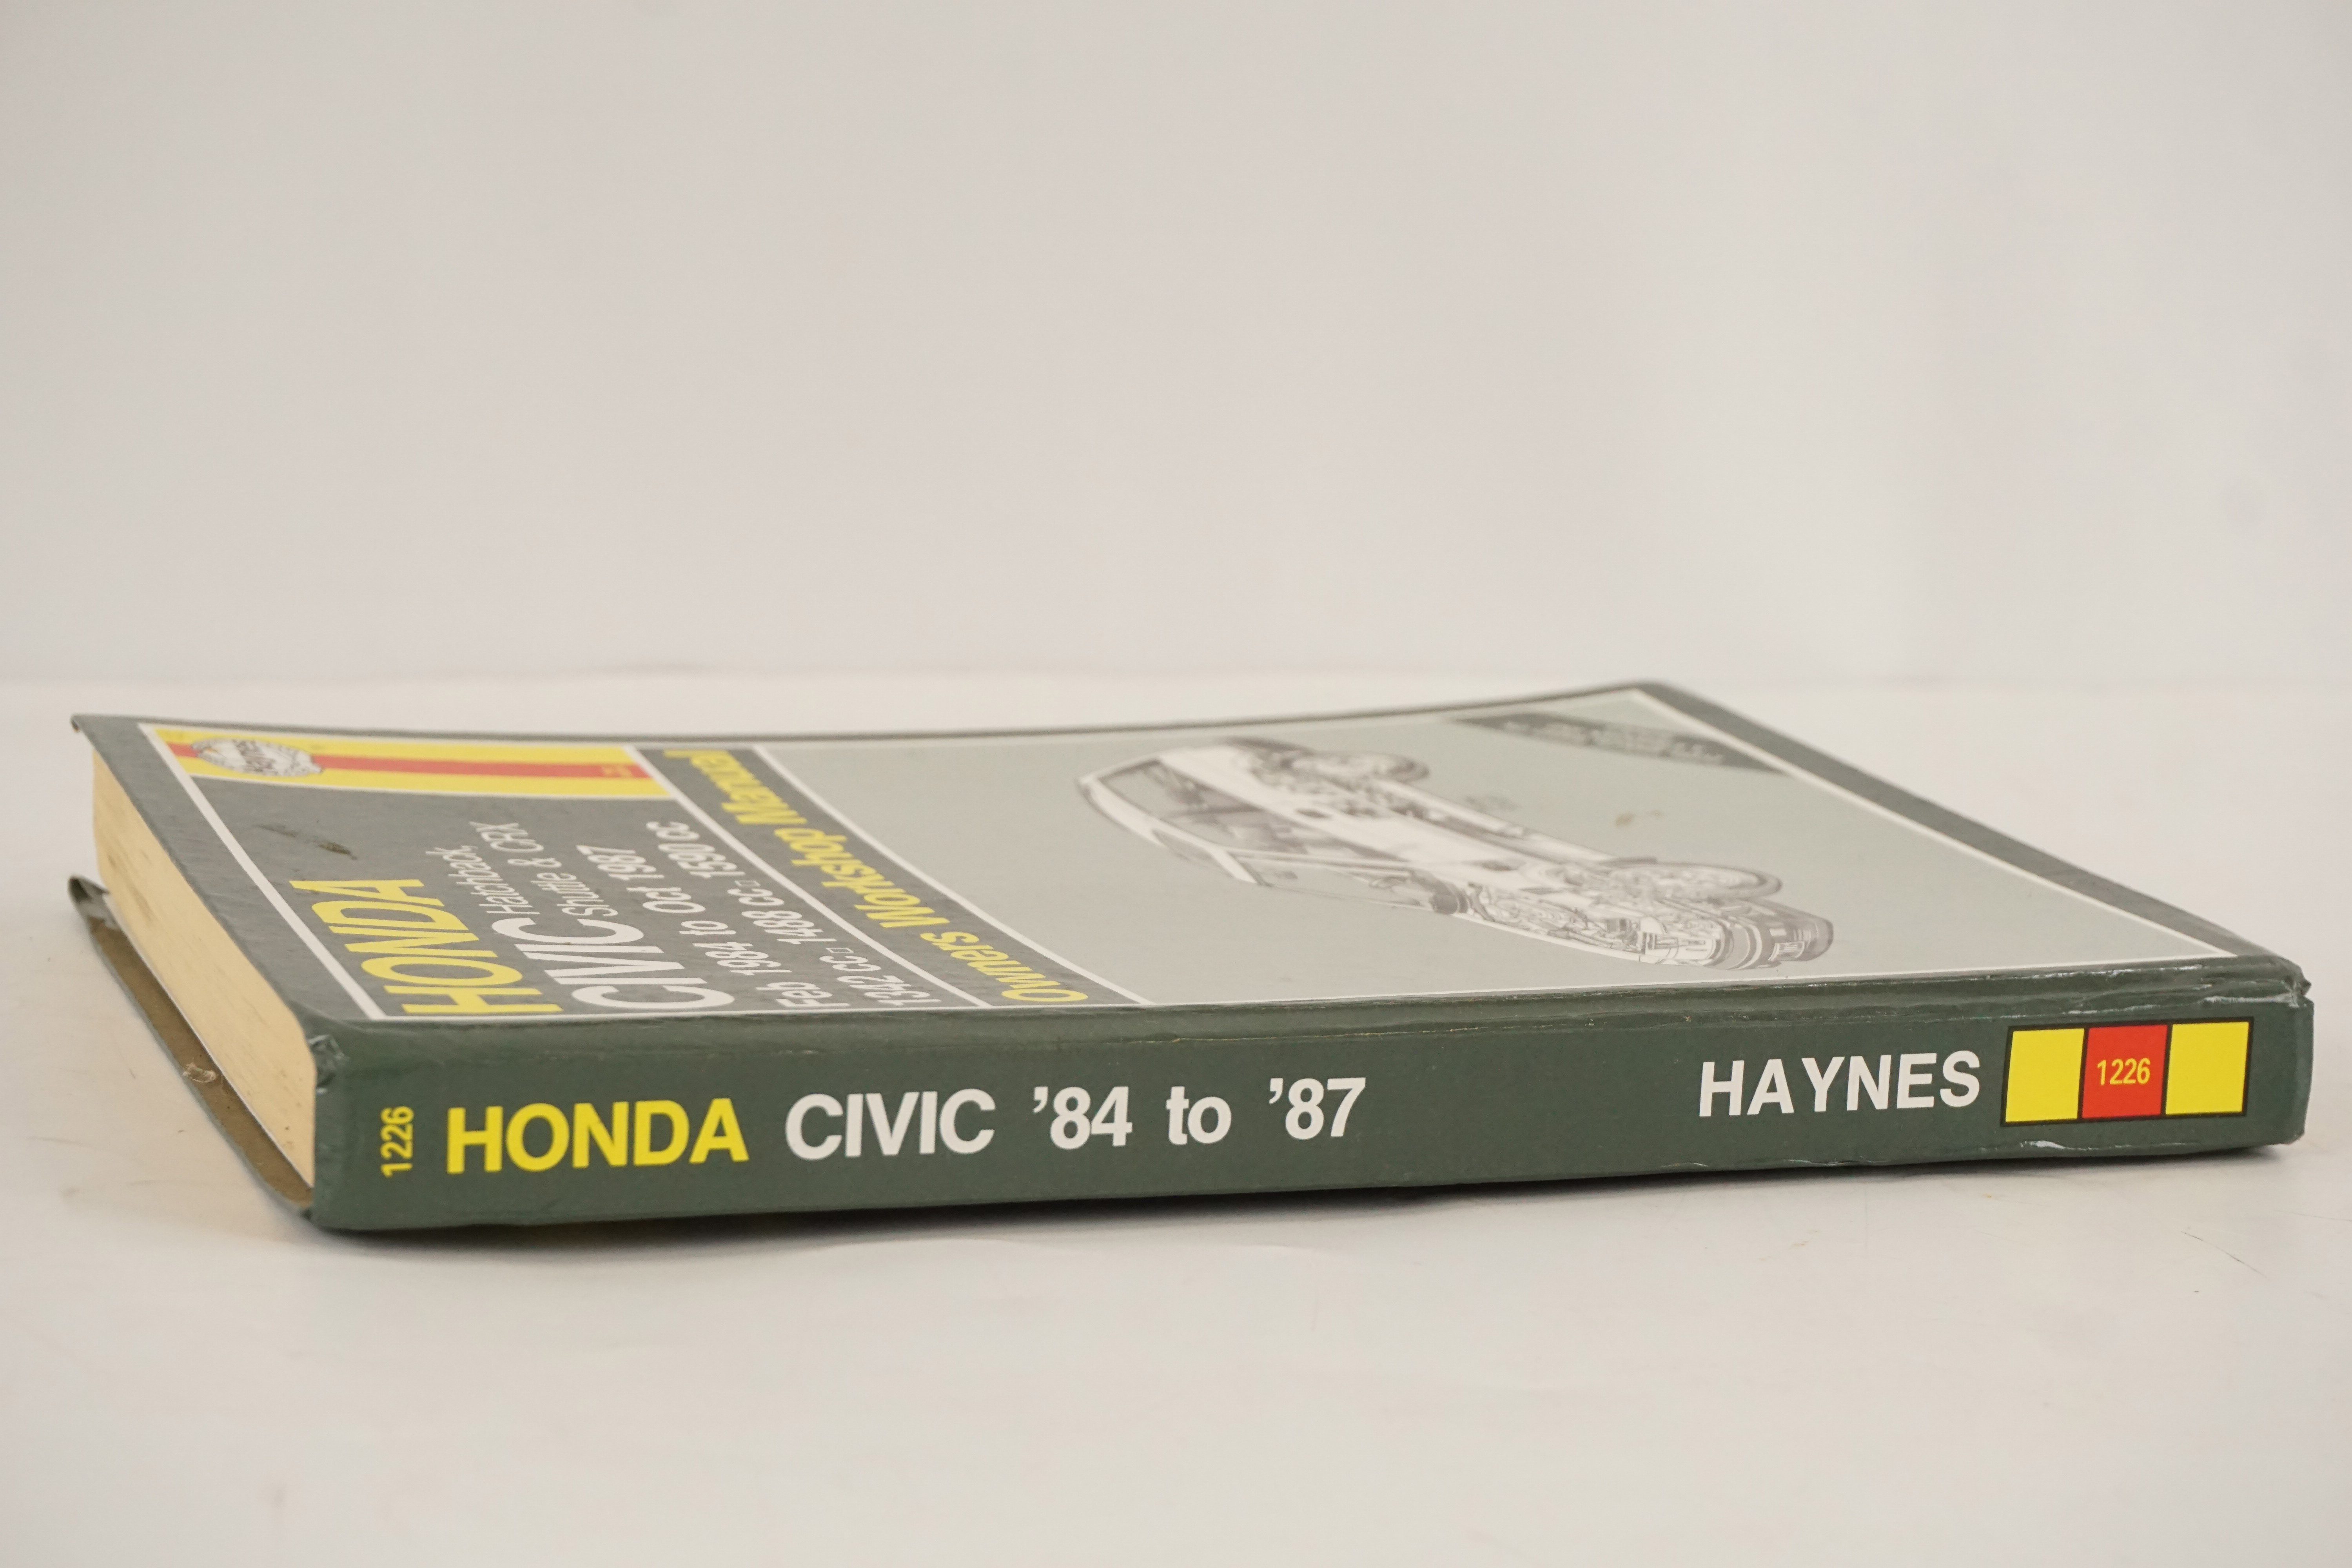 HONDA
CIVIC Hatchback,
Shuttle & CRX
Feb 1984 to Oct 1987
1342 cc □ 1488 cc □ 1590 cc
Owners Workshop Manual
1226 HONDA CIVIC ’84 to ’87 HAYNES 1226